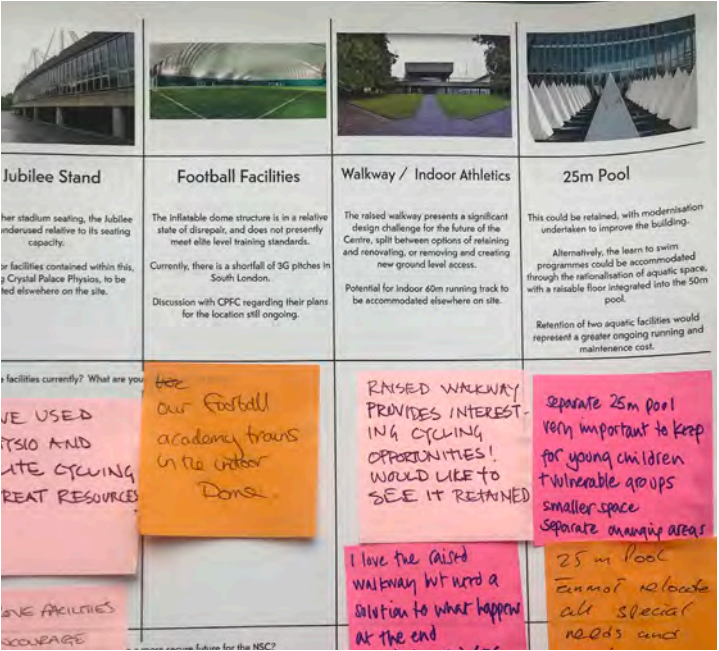 Jubilee Stand
her stadium seating, the Jubilee
underused relative to its seating
capacity.
or facilities contained within this,
g Crystal Palace Physios, to be
ted elsewhere on the site.
Football Facilities
The inflatable dome structure is in a relative
state of disrepair, and does not presently
meet elite level training standards.
Currently, there is a shortfall of 3G pitches in
South London.
Discussion with CPFC regarding their plans
for the location still ongoing.
Walkway / Indoor Athletics
The raised walkway presents a significant
design challenge for the future of the
Centre, split between options of retaining
and renovating, or removing and creating
new ground level access.
Potential for indoor 60m running track to
be accommodated elsewhere on site.
25m Pool
This could be retained, with modernisation
undertaken to improve the building.
Alternatively, the learn to swim
programmes could be accommodated
through the rationalisation of aquatic space,
with a raisable floor integrated into the 50m
pool.
Retention of two aquatic facilities would
represent a greater ongoing running and
maintenence cost.
e facilities currently? What are you
VE USED
YSIO AND
LITE CYCLING
REAT RESOURCES
our football
academy trains
in the indoor
Dome.
RAISED WALKWAY
PROVIDES INTEREST-
ING CYCLING
OPPORTUNITIES!
WOULD LIKE TO
SEE IT RETAINED
separate 25m pool
very important to keep
for young children
+ vulnerable groups
smaller space
separate changing areas
OVE FACILITIES
COURAGE
I love the raised
walkway but need a
solution to what happens
at the end
25 m Pool
cannot relocate
all special
needs and
more secure future for the NSC?